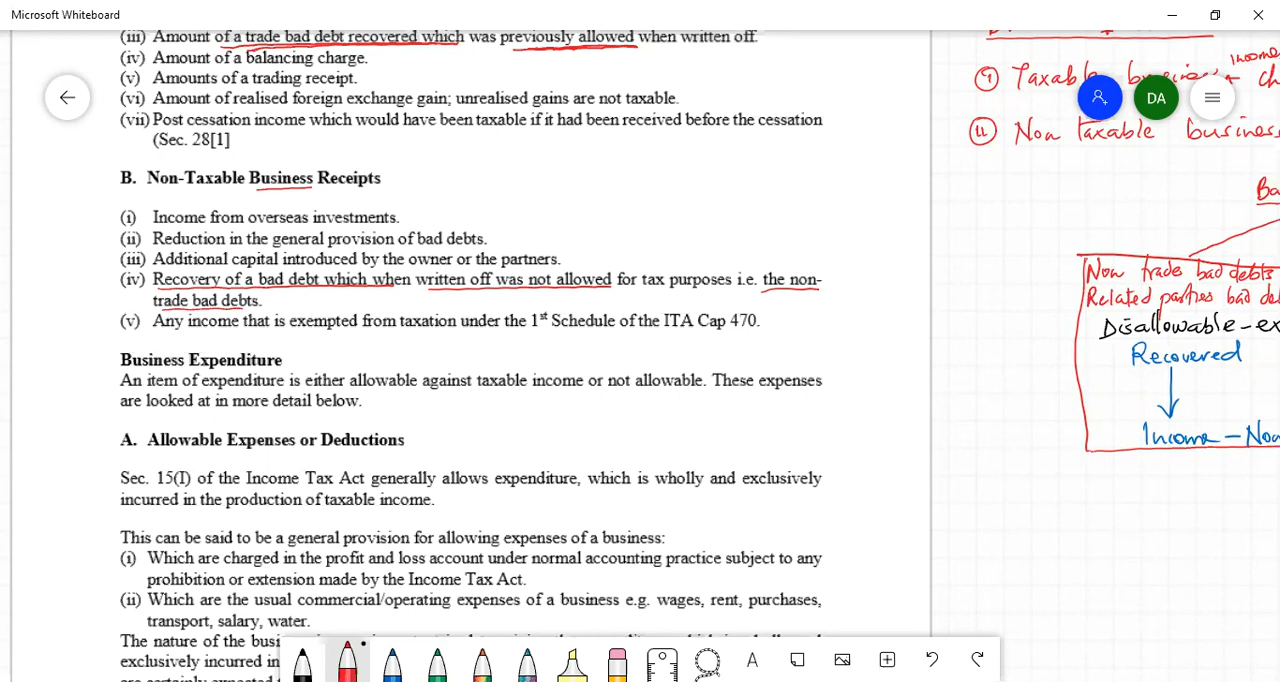 Microsoft Whiteboard
(iii) Amount of a trade bad debt recovered which was previously allowed when written off.
(iv) Amount of a balancing charge.
(v) Amounts of a trading receipt.
(vi) Amount of realised foreign exchange gain; unrealised gains are not taxable.
(vii) Post cessation income which would have been taxable if it had been received before the cessation
(Sec. 28[1]
B. Non-Taxable Business Receipts
(i) Income from overseas investments.
(ii) Reduction in the general provision of bad debts.
(iii) Additional capital introduced by the owner or the partners.
(iv) Recovery of a bad debt which when written off was not allowed for tax purposes i.e. the non-
trade bad debts.
(v) Any income that is exempted from taxation under the 1st Schedule of the ITA Cap 470.
Business Expenditure
An item of expenditure is either allowable against taxable income or not allowable. These expenses
are looked at in more detail below.
A. Allowable Expenses or Deductions
Sec. 15(I) of the Income Tax Act generally allows expenditure, which is wholly and exclusively
incurred in the production of taxable income.
This can be said to be a general provision for allowing expenses of a business:
(i) Which are charged in the profit and loss account under normal accounting practice subject to any
prohibition or extension made by the Income Tax Act.
(ii) Which are the usual commercial/operating expenses of a business e.g. wages, rent, purchases,
transport, salary, water.
The nature of the
exclusively incurred in
income
Taxable
DA
Non taxable business
Non trade bad debts
Related parties bad
Disallowable -
Recovered
Income -
A